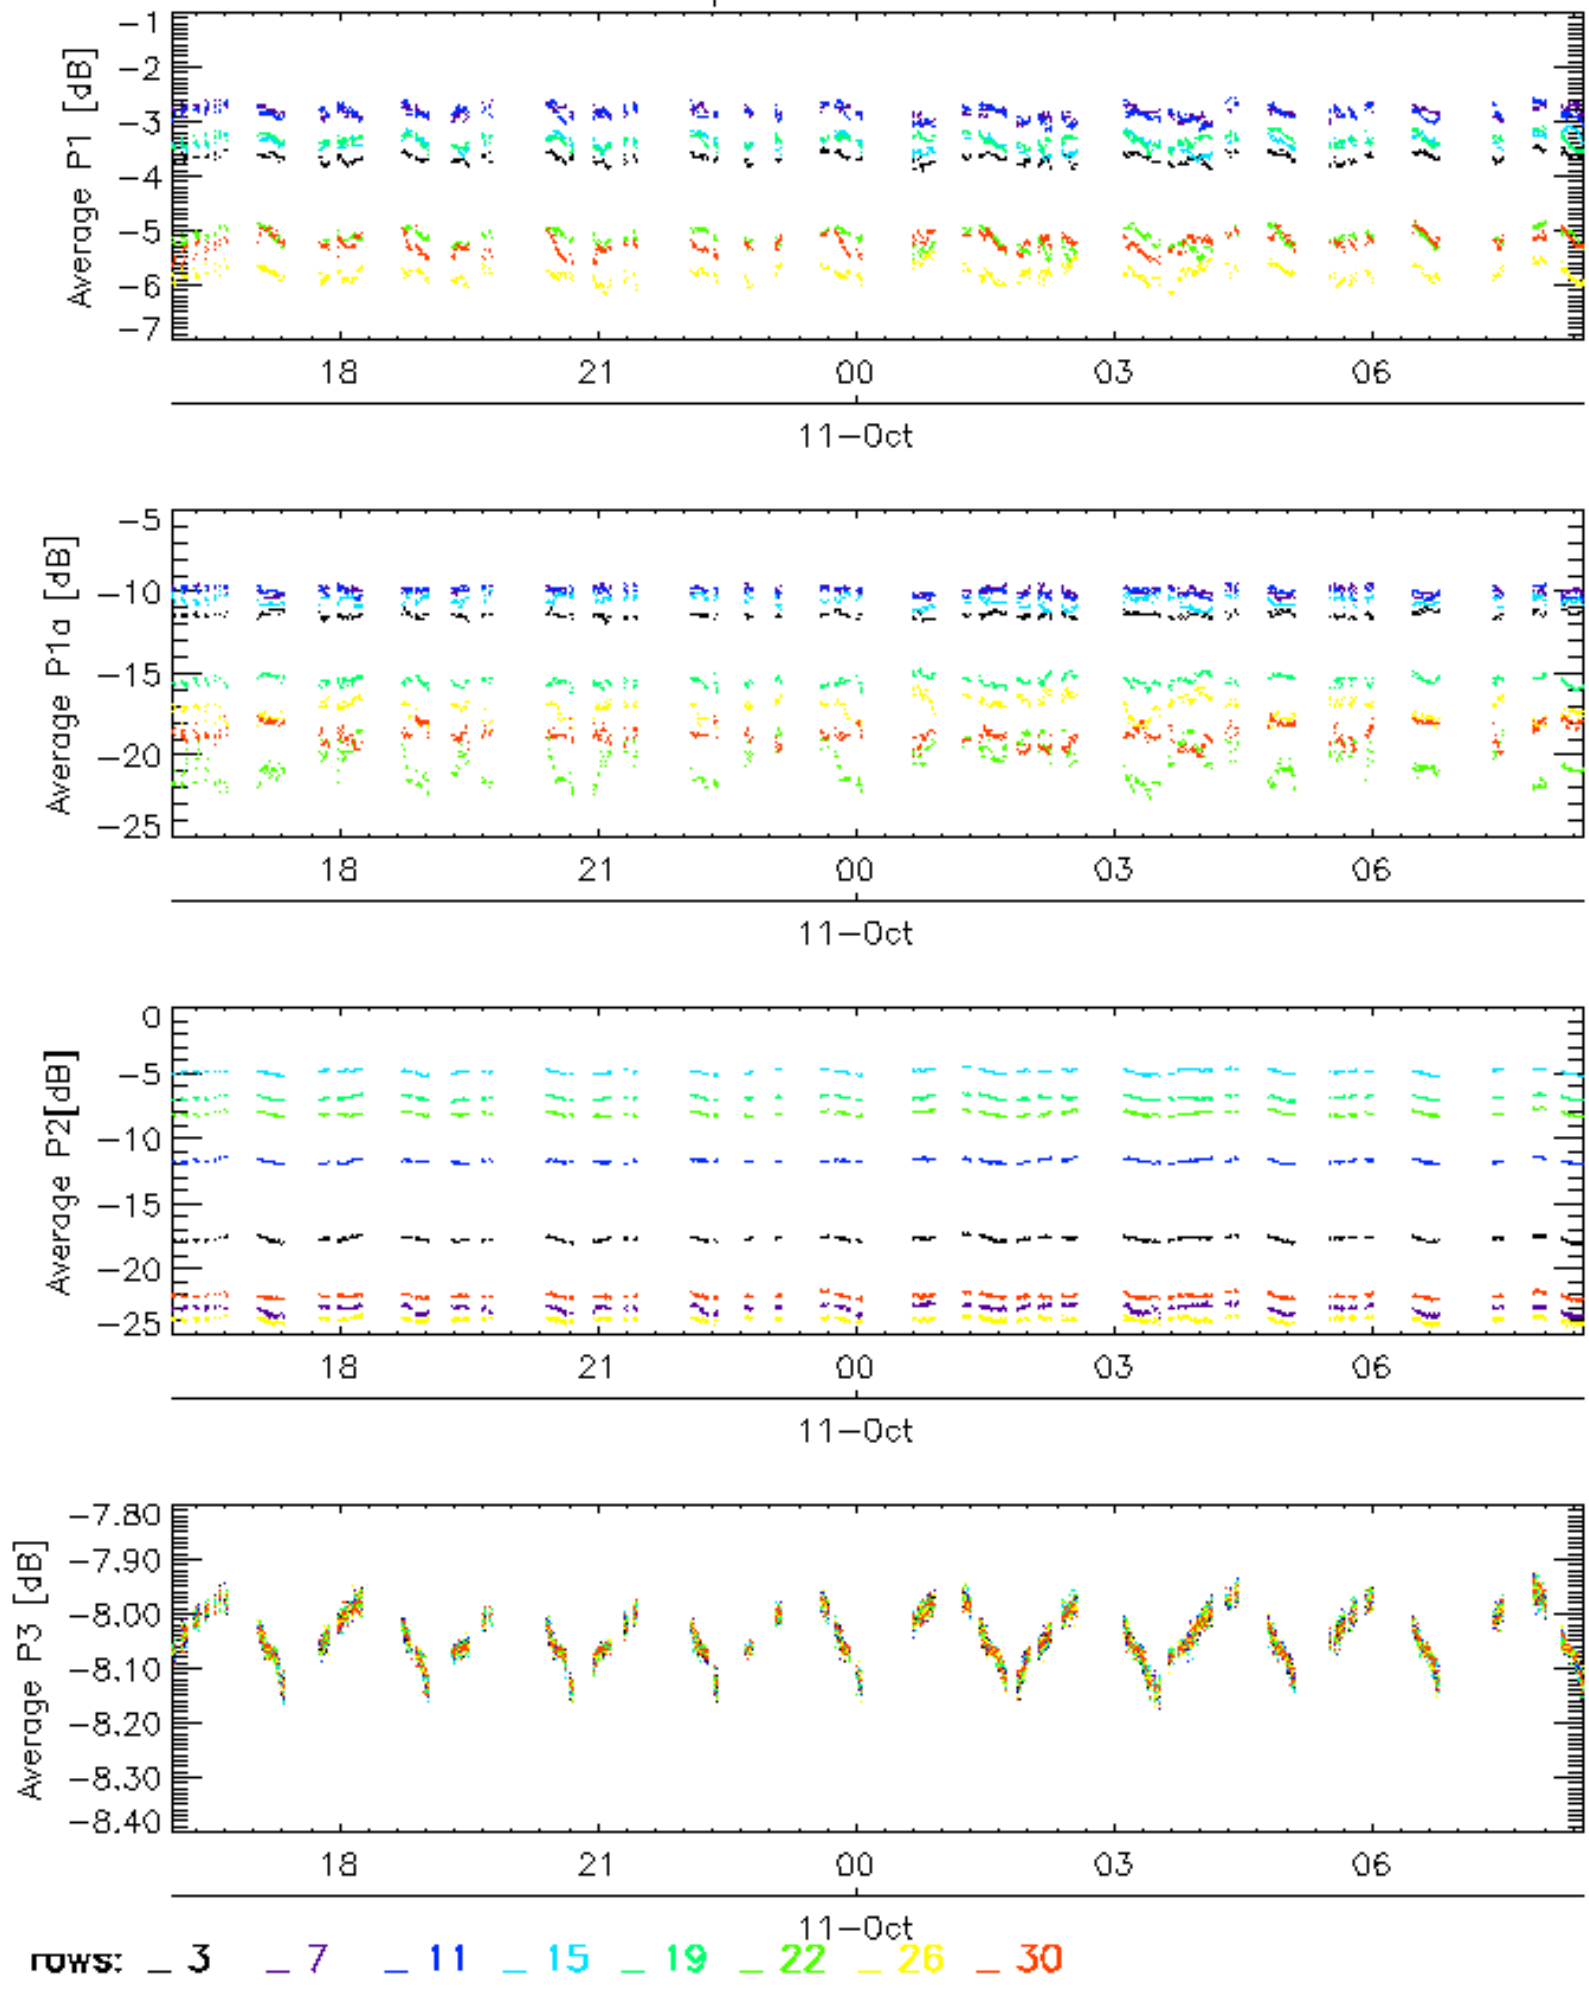 Average P1 [dB]
-1
-2
-3
-4
-5
-6
-7
18 21 00 03 06
11-Oct
Average P1a [dB]
-5
-10
-15
-20
-25
18 21 00 03 06
11-Oct
Average P2[dB]
0
-5
-10
-15
-20
-25
18 21 00 03 06
11-Oct
Average P3 [dB]
-7.80
-7.90
-8.00
-8.10
-8.20
-8.30
-8.40
18 21 00 03 06
11-Oct
rows: _ 3 _ 7 _ 11 _ 15 _ 19 _ 22 _ 26 _ 30